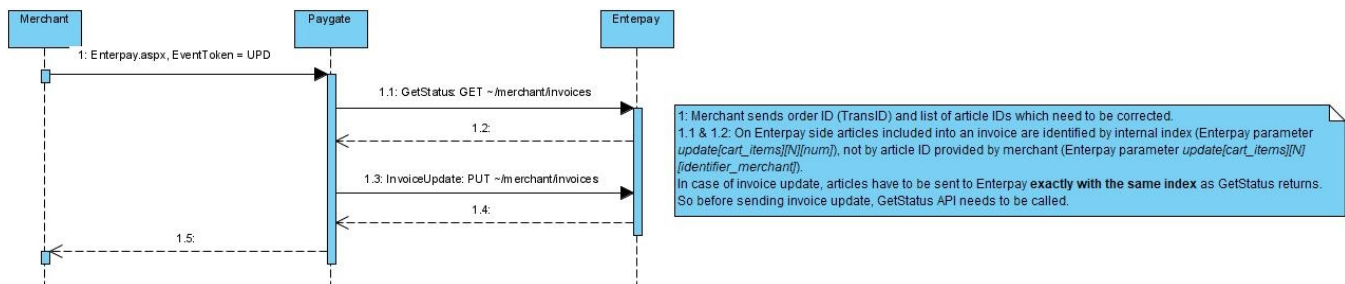 Merchant
Paygate
Enterpay
1: Enterpay.aspx, EventToken = UPD
1.1: GetStatus: GET ~/merchant/invoices
1.2:
1.3: InvoiceUpdate: PUT ~/merchant/invoices
1.4:
1.5:
1: Merchant sends order ID (TransID) and list of article IDs which need to be corrected.
1.1 & 1.2: On Enterpay side articles included into an invoice are identified by internal index (Enterpay parameter
update[cart_items][N][num]), not by article ID provided by merchant (Enterpay parameter update[cart_items][N]
[identifier_merchant]).
In case of invoice update, articles have to be sent to Enterpay exactly with the same index as GetStatus returns.
So before sending invoice update, GetStatus API needs to be called.